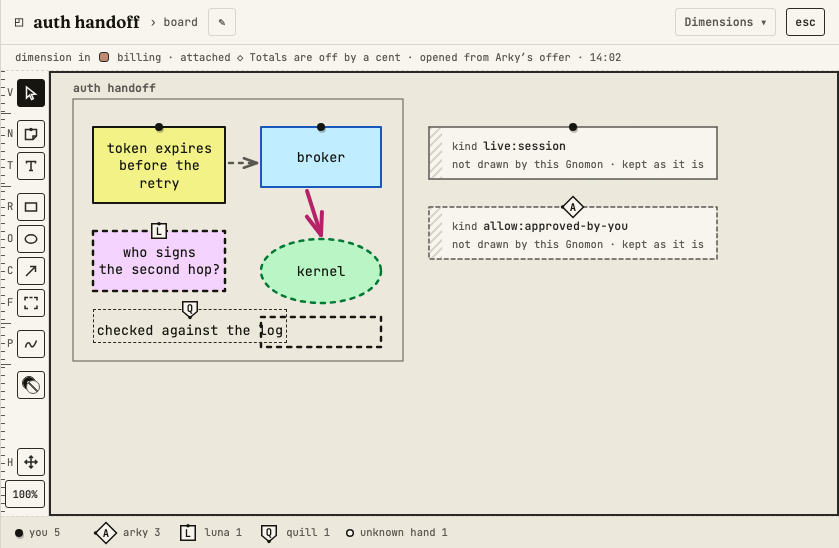 auth handoff › board
Dimensions ▾
esc
dimension in billing · attached ◇ Totals are off by a cent · opened from Arky’s offer · 14:02
V
N
T
R
O
C
F
P
H
100%
auth handoff
token expires
before the
retry
broker
L
who signs
the second hop?
kernel
Q
checked against the log
kind live:session
not drawn by this Gnomon · kept as it is
A
kind allow:approved-by-you
not drawn by this Gnomon · kept as it is
you 5
A arky 3
L luna 1
Q quill 1
unknown hand 1